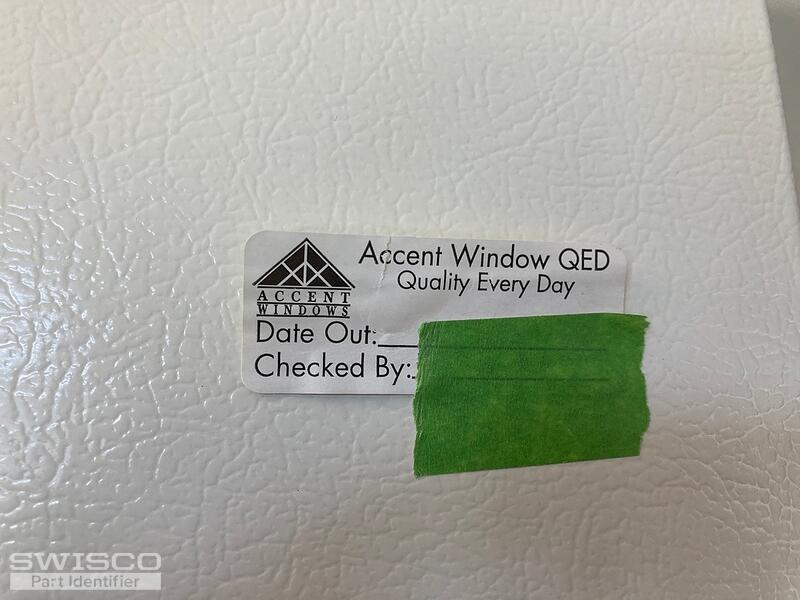 Accent Window QED
Quality Every Day
ACCENT
WINDOWS
Date Out:
Checked By:
SWISCO
Part Identifier